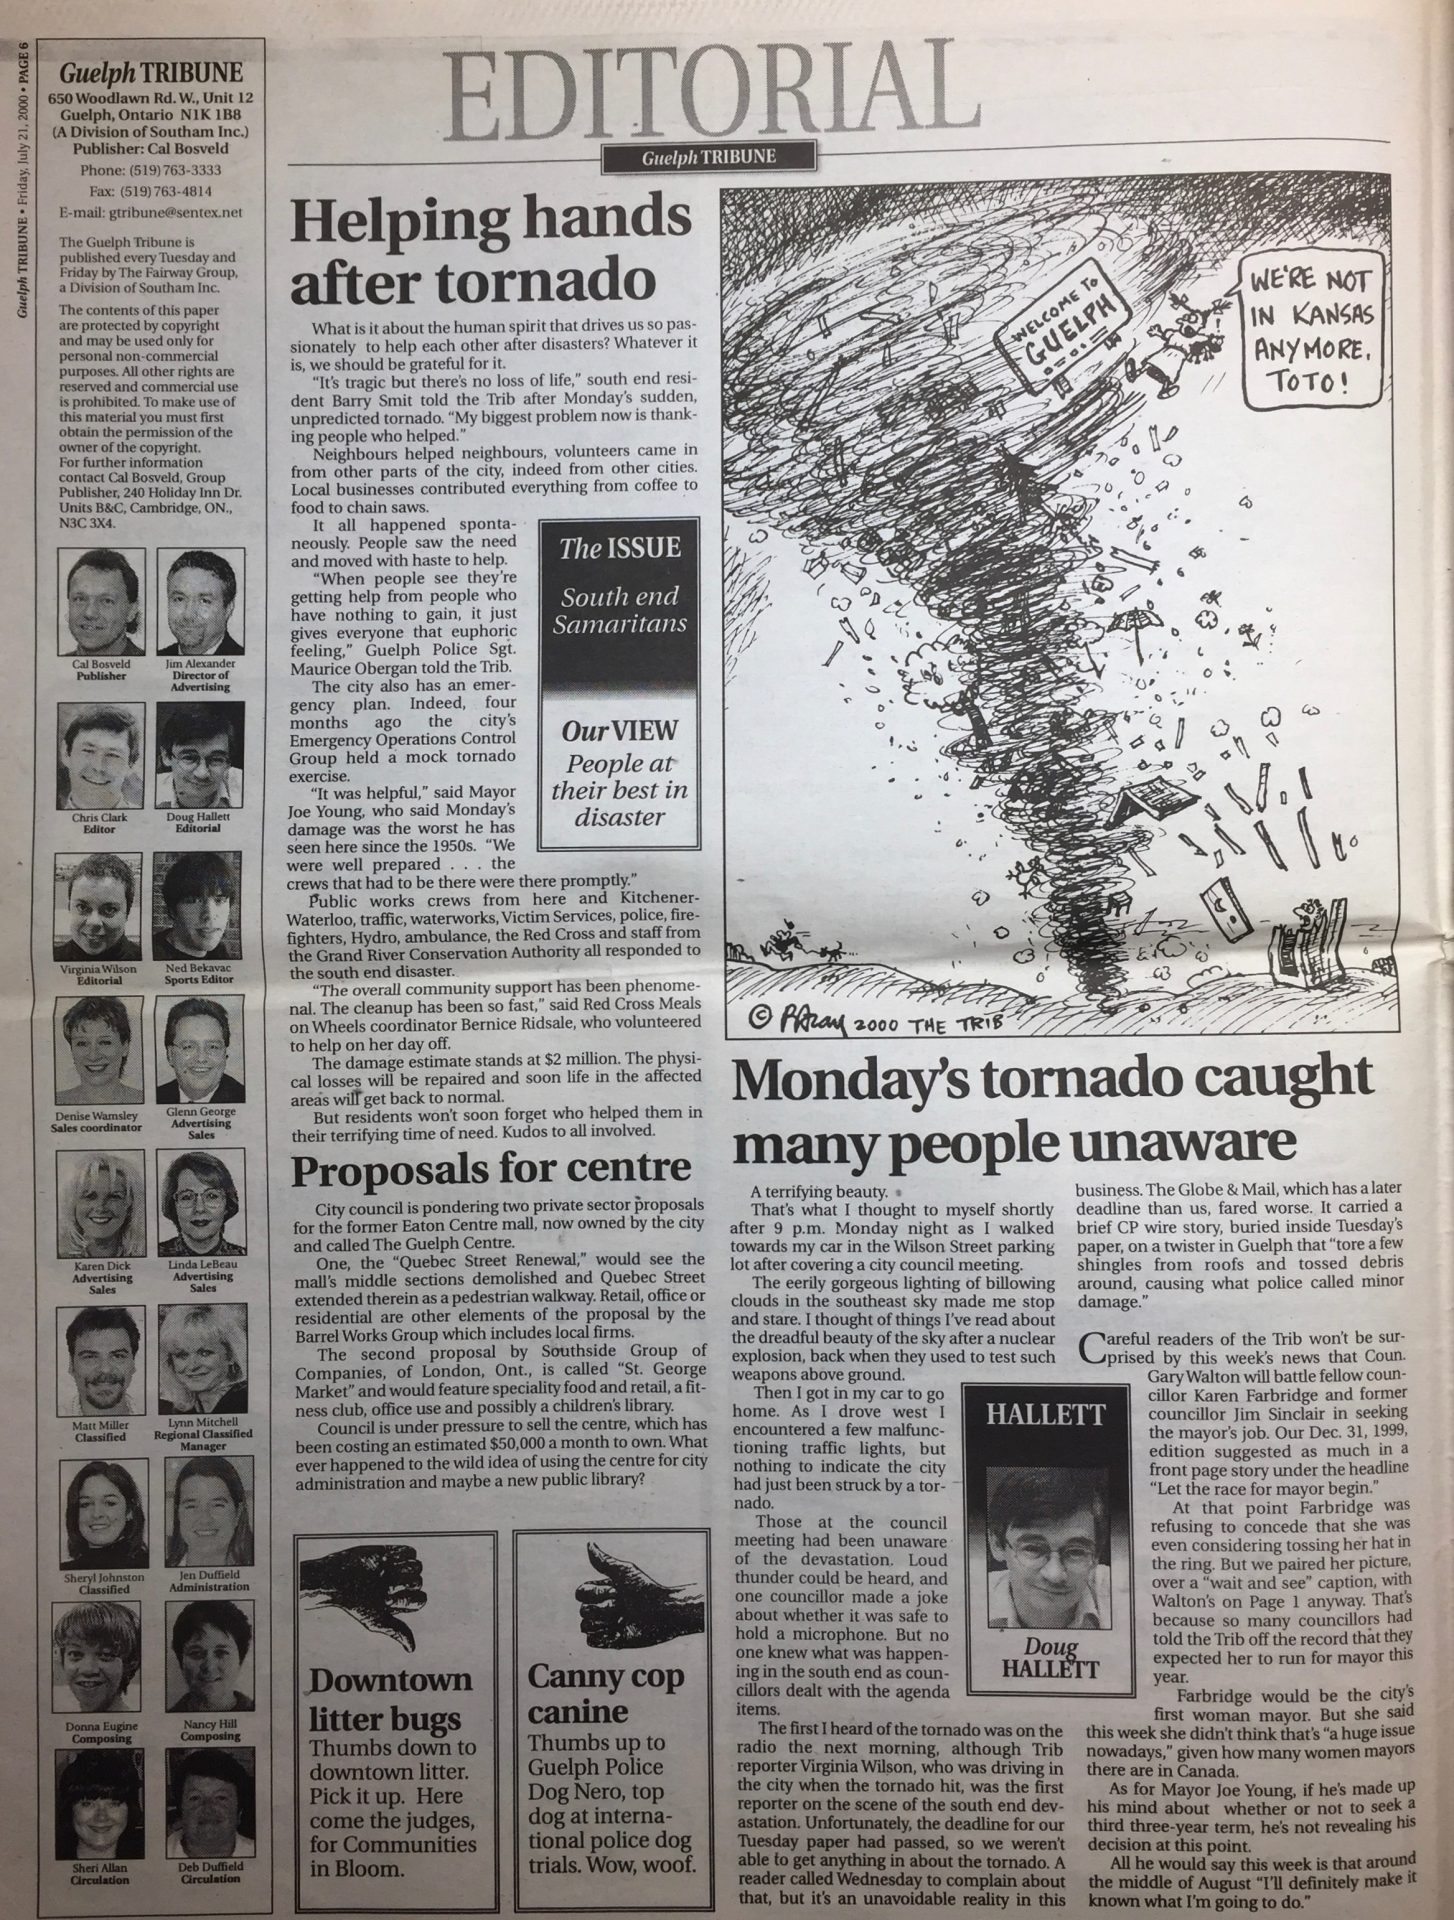 Guelph TRIBUNE • Friday, July 21, 2000 • PAGE 6
Guelph TRIBUNE
650 Woodlawn Rd. W., Unit 12
Guelph, Ontario N1K 1B8
(A Division of Southam Inc.)
Publisher: Cal Bosveld
Phone: (519) 763-3333
Fax: (519) 763-4814
E-mail: gtribune@sentex.net
The Guelph Tribune is
published every Tuesday and
Friday by The Fairway Group,
a Division of Southam Inc.
The contents of this paper
are protected by copyright
and may be used only for
personal non-commercial
purposes. All other rights are
reserved and commercial use
is prohibited. To make use of
this material you must first
obtain the permission of the
owner of the copyright.
For further information
contact Cal Bosveld, Group
Publisher, 240 Holiday Inn Dr.
Units B&C, Cambridge, ON.,
N3C 3X4.
Cal Bosveld
Publisher
Jim Alexander
Director of
Advertising
Chris Clark
Editor
Doug Hallett
Editorial
Virginia Wilson
Editorial
Ned Bekavac
Sports Editor
Denise Wamsley
Sales coordinator
Glenn George
Advertising
Sales
Karen Dick
Advertising
Sales
Linda LeBeau
Advertising
Sales
Matt Miller
Classified
Lynn Mitchell
Regional Classified
Manager
Sheryl Johnston
Classified
Jen Duffield
Administration
Donna Eugine
Composing
Nancy Hill
Composing
Sheri Allan
Circulation
Deb Duffield
Circulation
EDITORIAL
Guelph TRIBUNE
Helping hands
after tornado
What is it about the human spirit that drives us so pas-
sionately to help each other after disasters? Whatever it
is, we should be grateful for it.
"It's tragic but there's no loss of life," south end resi-
dent Barry Smit told the Trib after Monday's sudden,
unpredicted tornado. "My biggest problem now is thank-
ing people who helped."
Neighbours helped neighbours, volunteers came in
from other parts of the city, indeed from other cities.
Local businesses contributed everything from coffee to
food to chain saws.
It all happened sponta-
neously. People saw the need
and moved with haste to help.
"When people see they're
getting help from people who
have nothing to gain, it just
gives everyone that euphoric
feeling," Guelph Police Sgt.
Maurice Obergan told the Trib.
The city also has an emer-
gency plan. Indeed, four
months ago the city's
Emergency Operations Control
Group held a mock tornado
exercise.
"It was helpful," said Mayor
Joe Young, who said Monday's
damage was the worst he has
seen here since the 1950s. "We
were well prepared . . . the
crews that had to be there were there promptly."
Public works crews from here and Kitchener-
Waterloo, traffic, waterworks, Victim Services, police, fire-
fighters, Hydro, ambulance, the Red Cross and staff from
the Grand River Conservation Authority all responded to
the south end disaster.
"The overall community support has been phenome-
nal. The cleanup has been so fast," said Red Cross Meals
on Wheels coordinator Bernice Ridsale, who volunteered
to help on her day off.
The damage estimate stands at $2 million. The physi-
cal losses will be repaired and soon life in the affected
areas will get back to normal.
But residents won't soon forget who helped them in
their terrifying time of need. Kudos to all involved.
The ISSUE
South end
Samaritans
Our VIEW
People at
their best in
disaster
Proposals for centre
City council is pondering two private sector proposals
for the former Eaton Centre mall, now owned by the city
and called The Guelph Centre.
One, the "Quebec Street Renewal," would see the
mall's middle sections demolished and Quebec Street
extended therein as a pedestrian walkway. Retail, office or
residential are other elements of the proposal by the
Barrel Works Group which includes local firms.
The second proposal by Southside Group of
Companies, of London, Ont., is called "St. George
Market" and would feature speciality food and retail, a fit-
ness club, office use and possibly a children's library.
Council is under pressure to sell the centre, which has
been costing an estimated $50,000 a month to own. What
ever happened to the wild idea of using the centre for city
administration and maybe a new public library?
Downtown
litter bugs
Thumbs down to
downtown litter.
Pick it up. Here
come the judges,
for Communities
in Bloom.
Canny cop
canine
Thumbs up to
Guelph Police
Dog Nero, top
dog at interna-
tional police dog
trials. Wow, woof.
WELCOME TO
GUELPH
WE'RE NOT
IN KANSAS
ANYMORE,
TOTO!
© 2000 THE TRIB
Monday's tornado caught
many people unaware
A terrifying beauty.
That's what I thought to myself shortly
after 9 p.m. Monday night as I walked
towards my car in the Wilson Street parking
lot after covering a city council meeting.
The eerily gorgeous lighting of billowing
clouds in the southeast sky made me stop
and stare. I thought of things I've read about
the dreadful beauty of the sky after a nuclear
explosion, back when they used to test such
weapons above ground.
Then I got in my car to go
home. As I drove west I
encountered a few malfunc-
tioning traffic lights, but
nothing to indicate the city
had just been struck by a tor-
nado.
Those at the council
meeting had been unaware
of the devastation. Loud
thunder could be heard, and
one councillor made a joke
about whether it was safe to
hold a microphone. But no
one knew what was happen-
ing in the south end as coun-
cillors dealt with the agenda
items.
The first I heard of the tornado was on the
radio the next morning, although Trib
reporter Virginia Wilson, who was driving in
the city when the tornado hit, was the first
reporter on the scene of the south end dev-
astation. Unfortunately, the deadline for our
Tuesday paper had passed, so we weren't
able to get anything in about the tornado. A
reader called Wednesday to complain about
that, but it's an unavoidable reality in this
HALLETT
Doug
HALLETT
business. The Globe & Mail, which has a later
deadline than us, fared worse. It carried a
brief CP wire story, buried inside Tuesday's
paper, on a twister in Guelph that "tore a few
shingles from roofs and tossed debris
around, causing what police called minor
damage."
Careful readers of the Trib won't be sur-
prised by this week's news that Coun.
Gary Walton will battle fellow coun-
cillor Karen Farbridge and former
councillor Jim Sinclair in seeking
the mayor's job. Our Dec. 31, 1999,
edition suggested as much in a
front page story under the headline
"Let the race for mayor begin."
At that point Farbridge was
refusing to concede that she was
even considering tossing her hat in
the ring. But we paired her picture,
over a "wait and see" caption, with
Walton's on Page 1 anyway. That's
because so many councillors had
told the Trib off the record that they
expected her to run for mayor this
year.
Farbridge would be the city's
first woman mayor. But she said
this week she didn't think that's "a huge issue
nowadays," given how many women mayors
there are in Canada.
As for Mayor Joe Young, if he's made up
his mind about whether or not to seek a
third three-year term, he's not revealing his
decision at this point.
All he would say this week is that around
the middle of August "I'll definitely make it
known what I'm going to do."